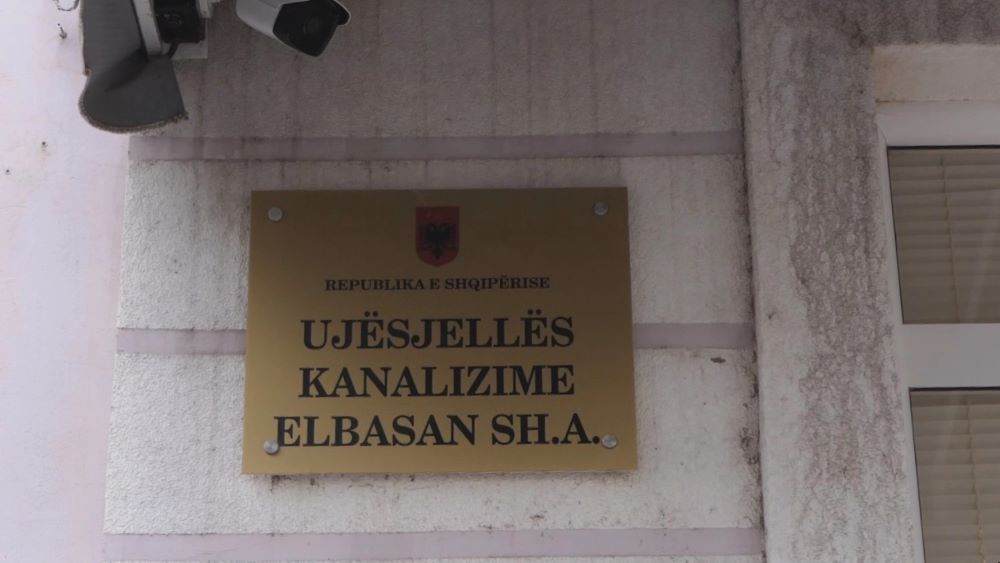 REPUBLIKA E SHQIPËRISE
UJËSJELLËS
KANALIZIME
ELBASAN SH.A.